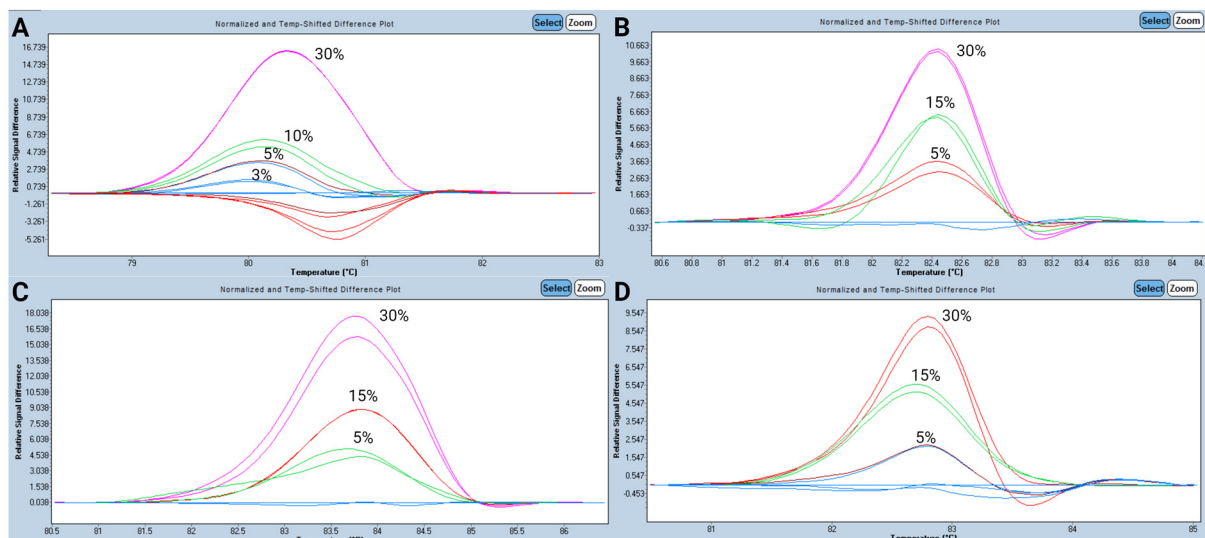 A
Normalized and Temp-Shifted Difference Plot
Select Zoom
Relative Signal Difference
16.739
14.739
12.739
10.739
8.739
6.739
4.739
2.739
0.739
-1.261
-3.261
-5.261
30%
10%
5%
3%
79 80 81 82 83
Temperature (°C)
B
Normalized and Temp-Shifted Difference Plot
Select Zoom
Relative Signal Difference
10.663
9.663
8.663
7.663
6.663
5.663
4.663
3.663
2.663
1.663
0.663
-0.337
30%
15%
5%
80.6 80.8 81 81.2 81.4 81.6 81.8 82 82.2 82.4 82.6 82.8 83 83.2 83.4 83.6 83.8 84 84.
Temperature (°C)
C
Normalized and Temp-Shifted Difference Plot
Select Zoom
Relative Signal Difference
18.038
16.538
15.038
13.538
12.038
10.538
9.038
7.538
6.038
4.538
3.038
1.538
0.038
30%
15%
5%
80.5 81 81.5 82 82.5 83 83.5 84 84.5 85 85.5 86
D
Normalized and Temp-Shifted Difference Plot
Select Zoom
Relative Signal Difference
9.547
8.547
7.547
6.547
5.547
4.547
3.547
2.547
1.547
0.547
-0.453
30%
15%
5%
81 82 83 84 85
Temperature (°C)